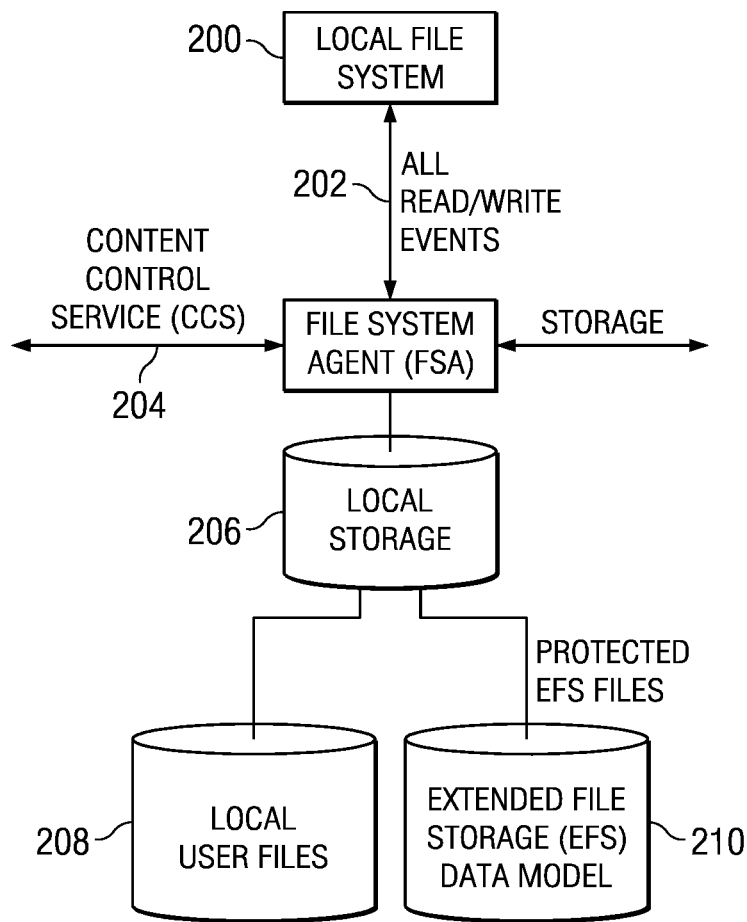 200
LOCAL FILE
SYSTEM
202
ALL
READ/WRITE
EVENTS
CONTENT
CONTROL
SERVICE (CCS)
204
FILE SYSTEM
AGENT (FSA)
STORAGE
206
LOCAL
STORAGE
PROTECTED
EFS FILES
208
LOCAL
USER FILES
EXTENDED FILE
STORAGE (EFS)
DATA MODEL
210